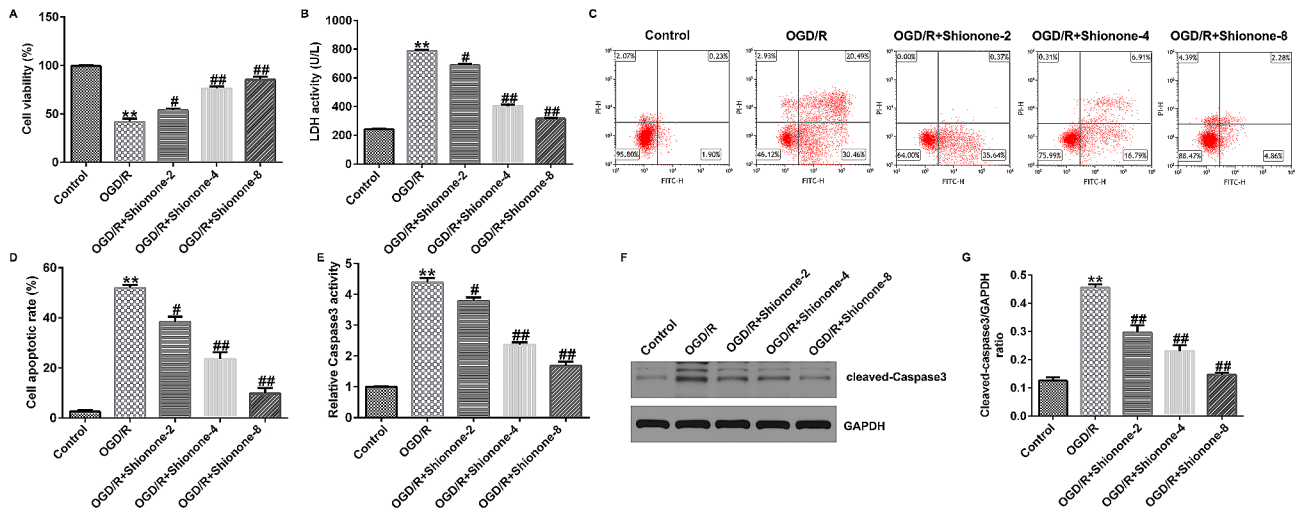 A
Cell viability (%)
150
100
50
0
**
#
##
##
Control
OGD/R
OGD/R+Shionone-2
OGD/R+Shionone-4
OGD/R+Shionone-8
B
LDH activity (U/L)
1000
800
600
400
200
0
**
#
##
##
Control
OGD/R
OGD/R+Shionone-2
OGD/R+Shionone-4
OGD/R+Shionone-8
C
Control
2.07%
0.23%
95.80%
1.90%
PI-H
FITC-H
OGD/R
2.93%
20.49%
46.12%
30.46%
PI-H
FITC-H
OGD/R+Shionone-2
0.00%
0.37%
64.00%
35.64%
PI-H
FITC-H
OGD/R+Shionone-4
0.31%
6.91%
75.99%
16.79%
PI-H
FITC-H
OGD/R+Shionone-8
4.39%
2.28%
88.47%
4.86%
PI-H
FITC-H
D
Cell apoptotic rate (%)
60
40
20
0
**
#
##
##
Control
OGD/R
OGD/R+Shionone-2
OGD/R+Shionone-4
OGD/R+Shionone-8
E
Relative Caspase3 activity
5
4
3
2
1
0
**
#
##
##
Control
OGD/R
OGD/R+Shionone-2
OGD/R+Shionone-4
OGD/R+Shionone-8
F
Control
OGD/R
OGD/R+Shionone-2
OGD/R+Shionone-4
OGD/R+Shionone-8
cleaved-Caspase3
GAPDH
G
Cleaved-caspase3/GAPDH
ratio
0.5
0.4
0.3
0.2
0.1
0.0
**
##
##
##
Control
OGD/R
OGD/R+Shionone-2
OGD/R+Shionone-4
OGD/R+Shionone-8